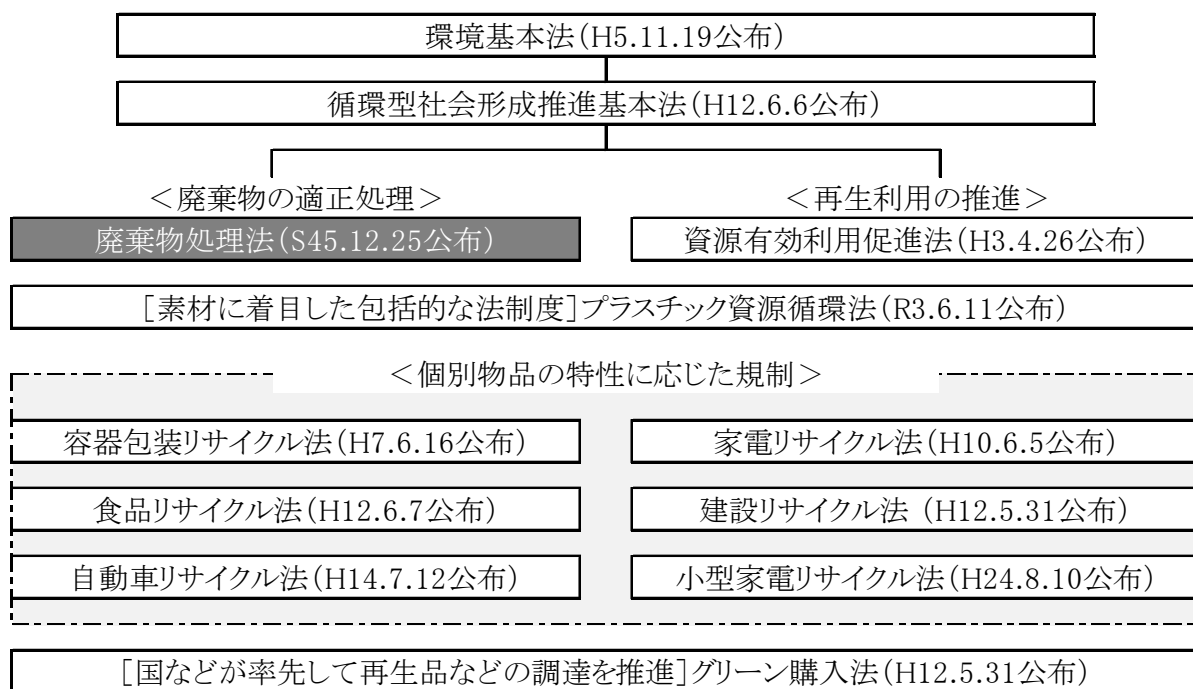 環境基本法(H5.11.19公布)
循環型社会形成推進基本法(H12.6.6公布)
＜廃棄物の適正処理＞
＜再生利用の推進＞
廃棄物処理法(S45.12.25公布)
資源有効利用促進法(H3.4.26公布)
[素材に着目した包括的な法制度]プラスチック資源循環法(R3.6.11公布)
＜個別物品の特性に応じた規制＞
容器包装リサイクル法(H7.6.16公布)
家電リサイクル法(H10.6.5公布)
食品リサイクル法(H12.6.7公布)
建設リサイクル法 (H12.5.31公布)
自動車リサイクル法(H14.7.12公布)
小型家電リサイクル法(H24.8.10公布)
[国などが率先して再生品などの調達を推進]グリーン購入法(H12.5.31公布)